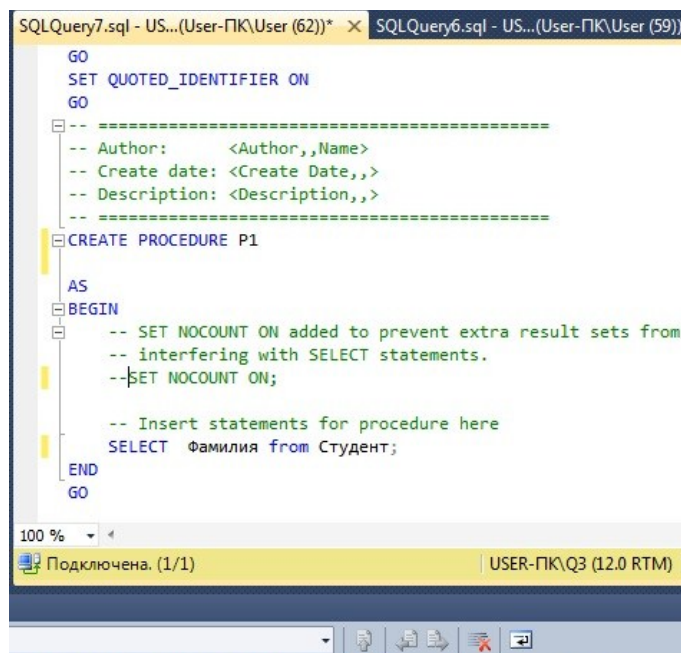 SQLQuery7.sql - US...(User-ПК\User (62))* SQLQuery6.sql - US...(User-ПК\User (59))
GO
SET QUOTED_IDENTIFIER ON
GO
-- =============================================
-- Author: <Author,,Name>
-- Create date: <Create Date,,>
-- Description: <Description,,>
-- =============================================
CREATE PROCEDURE P1
AS
BEGIN
-- SET NOCOUNT ON added to prevent extra result sets from
-- interfering with SELECT statements.
--SET NOCOUNT ON;
-- Insert statements for procedure here
SELECT Фамилия from Студент;
END
GO
100 %
Подключена. (1/1) USER-ПК\Q3 (12.0 RTM)